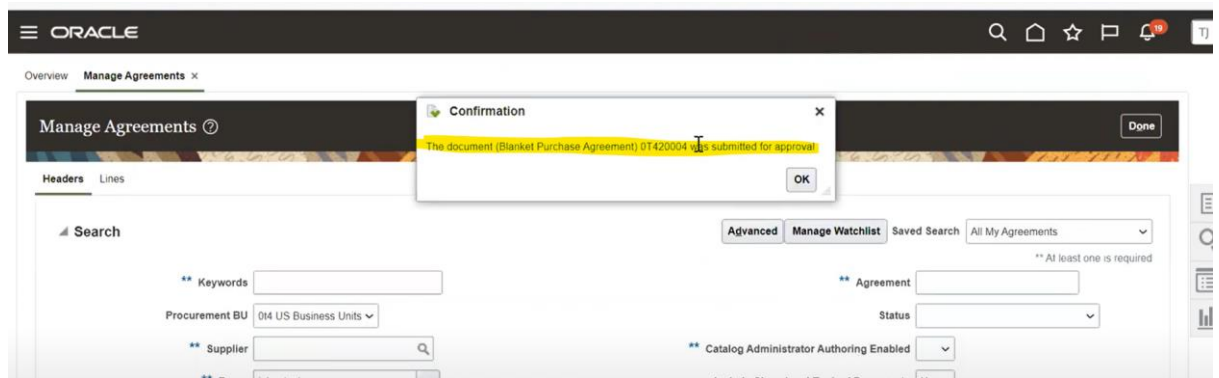 ORACLE
19
TJ
Overview Manage Agreements ×
Confirmation ×
Manage Agreements
Done
The document (Blanket Purchase Agreement) 0T420004 was submitted for approval
OK
Headers Lines
Search
Advanced Manage Watchlist Saved Search All My Agreements
** At least one is required
** Keywords
** Agreement
Procurement BU 0t4 US Business Units
Status
** Supplier
** Catalog Administrator Authoring Enabled